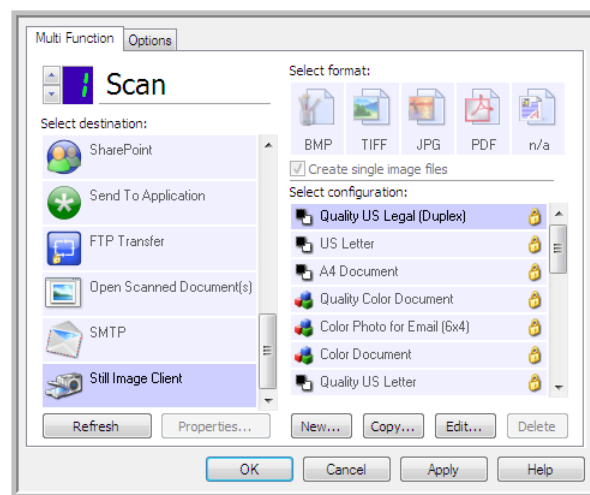 Multi Function
Options
1
Scan
Select destination:
SharePoint
Send To Application
FTP Transfer
Open Scanned Document(s)
SMTP
Still Image Client
Refresh
Properties...
Select format:
BMP
TIFF
JPG
PDF
n/a
Create single image files
Select configuration:
Quality US Legal (Duplex)
US Letter
A4 Document
Quality Color Document
Color Photo for Email (6x4)
Color Document
Quality US Letter
New...
Copy...
Edit...
Delete
OK
Cancel
Apply
Help